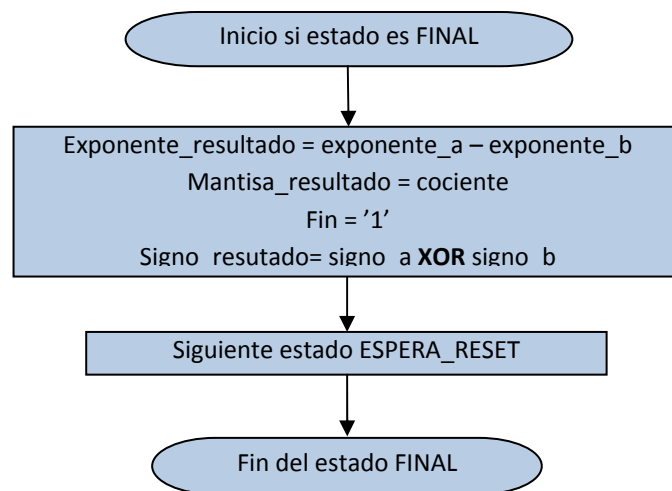 Inicio si estado es FINAL
Exponente_resultado = exponente_a – exponente_b
Mantisa_resultado = cociente
Fin = ’1’
Signo_resutado= signo_a XOR signo_b
Siguiente estado ESPERA_RESET
Fin del estado FINAL